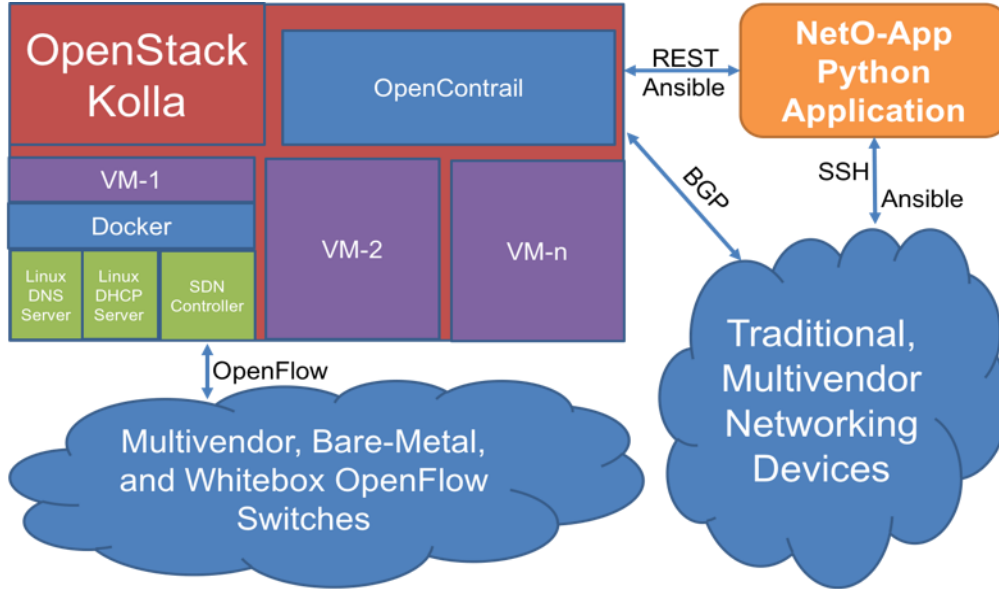 OpenStack
Kolla
OpenContrail
REST
Ansible
NetO-App
Python
Application
VM-1
Docker
Linux
DNS
Server
Linux
DHCP
Server
SDN
Controller
VM-2
VM-n
BGP
SSH
Ansible
OpenFlow
Multivendor, Bare-Metal,
and Whitebox OpenFlow
Switches
Traditional,
Multivendor
Networking
Devices